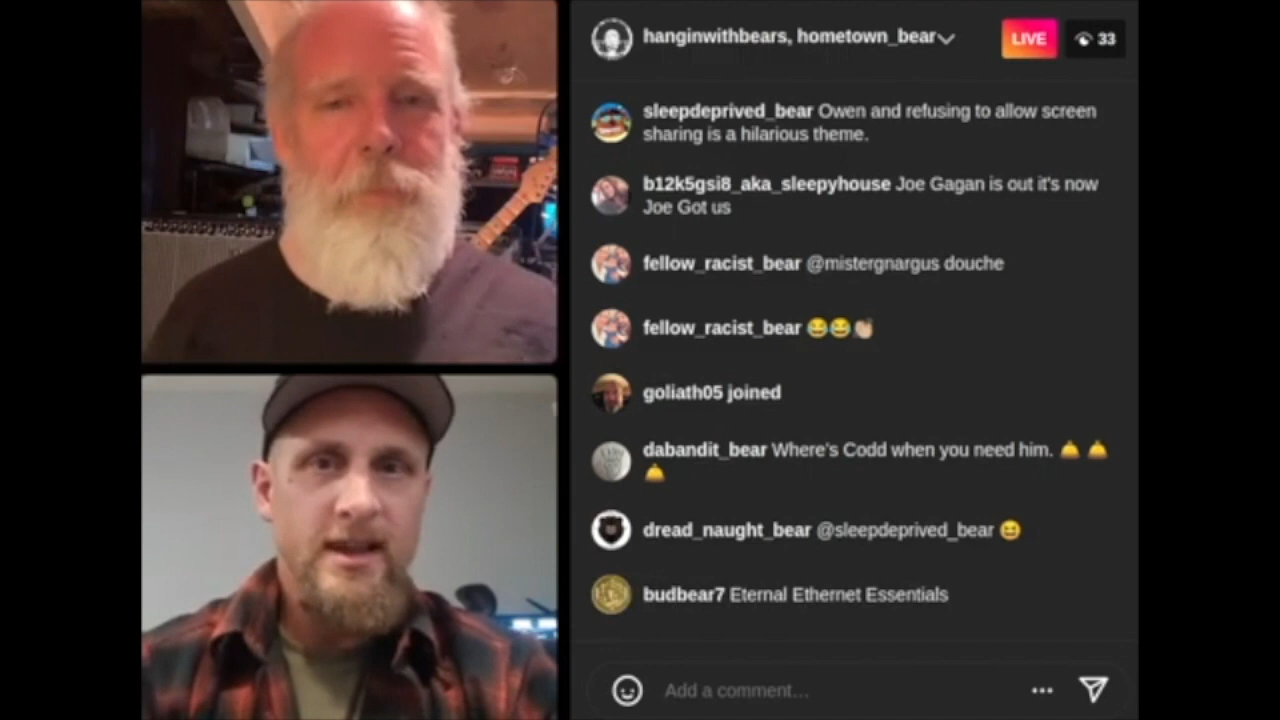 hanginwithbears, hometown_bear
LIVE
33
sleepdeprived_bear Owen and refusing to allow screen
sharing is a hilarious theme.
b12k5gsi8_aka_sleepyhouse Joe Gagan is out it's now
Joe Got us
fellow_racist_bear @mistergnargus douche
fellow_racist_bear 😂😂👏🏼
goliath05 joined
dabandit_bear Where's Codd when you need him. 🛎️ 🛎️
🛎️
dread_naught_bear @sleepdeprived_bear 😆
budbear7 Eternal Ethernet Essentials
Add a comment…